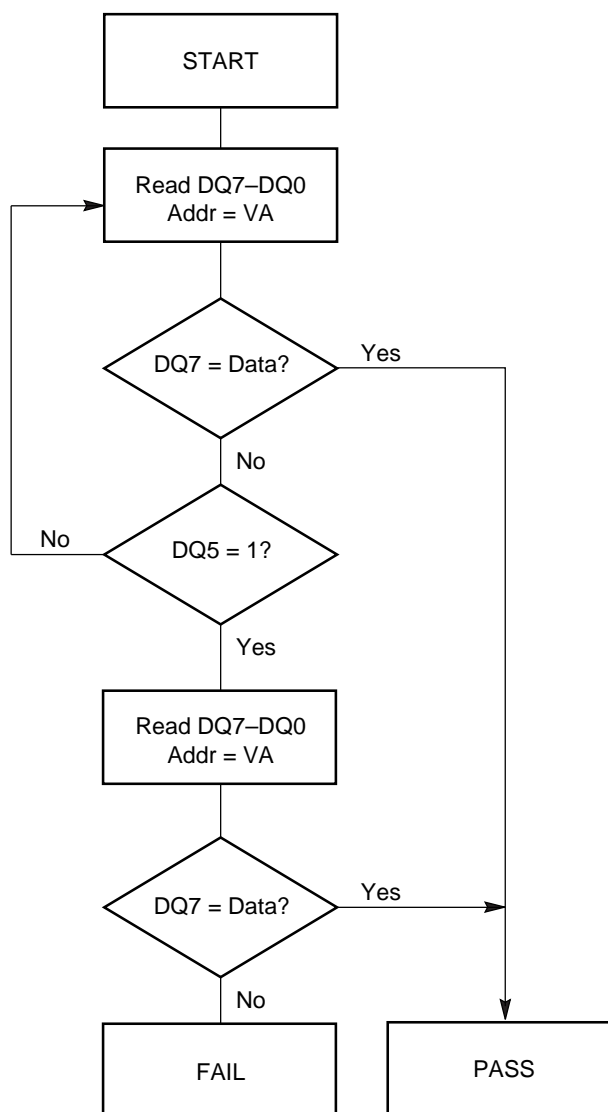 START
Read DQ7–DQ0
Addr = VA
DQ7 = Data?
Yes
No
No
DQ5 = 1?
Yes
Read DQ7–DQ0
Addr = VA
DQ7 = Data?
Yes
No
FAIL
PASS